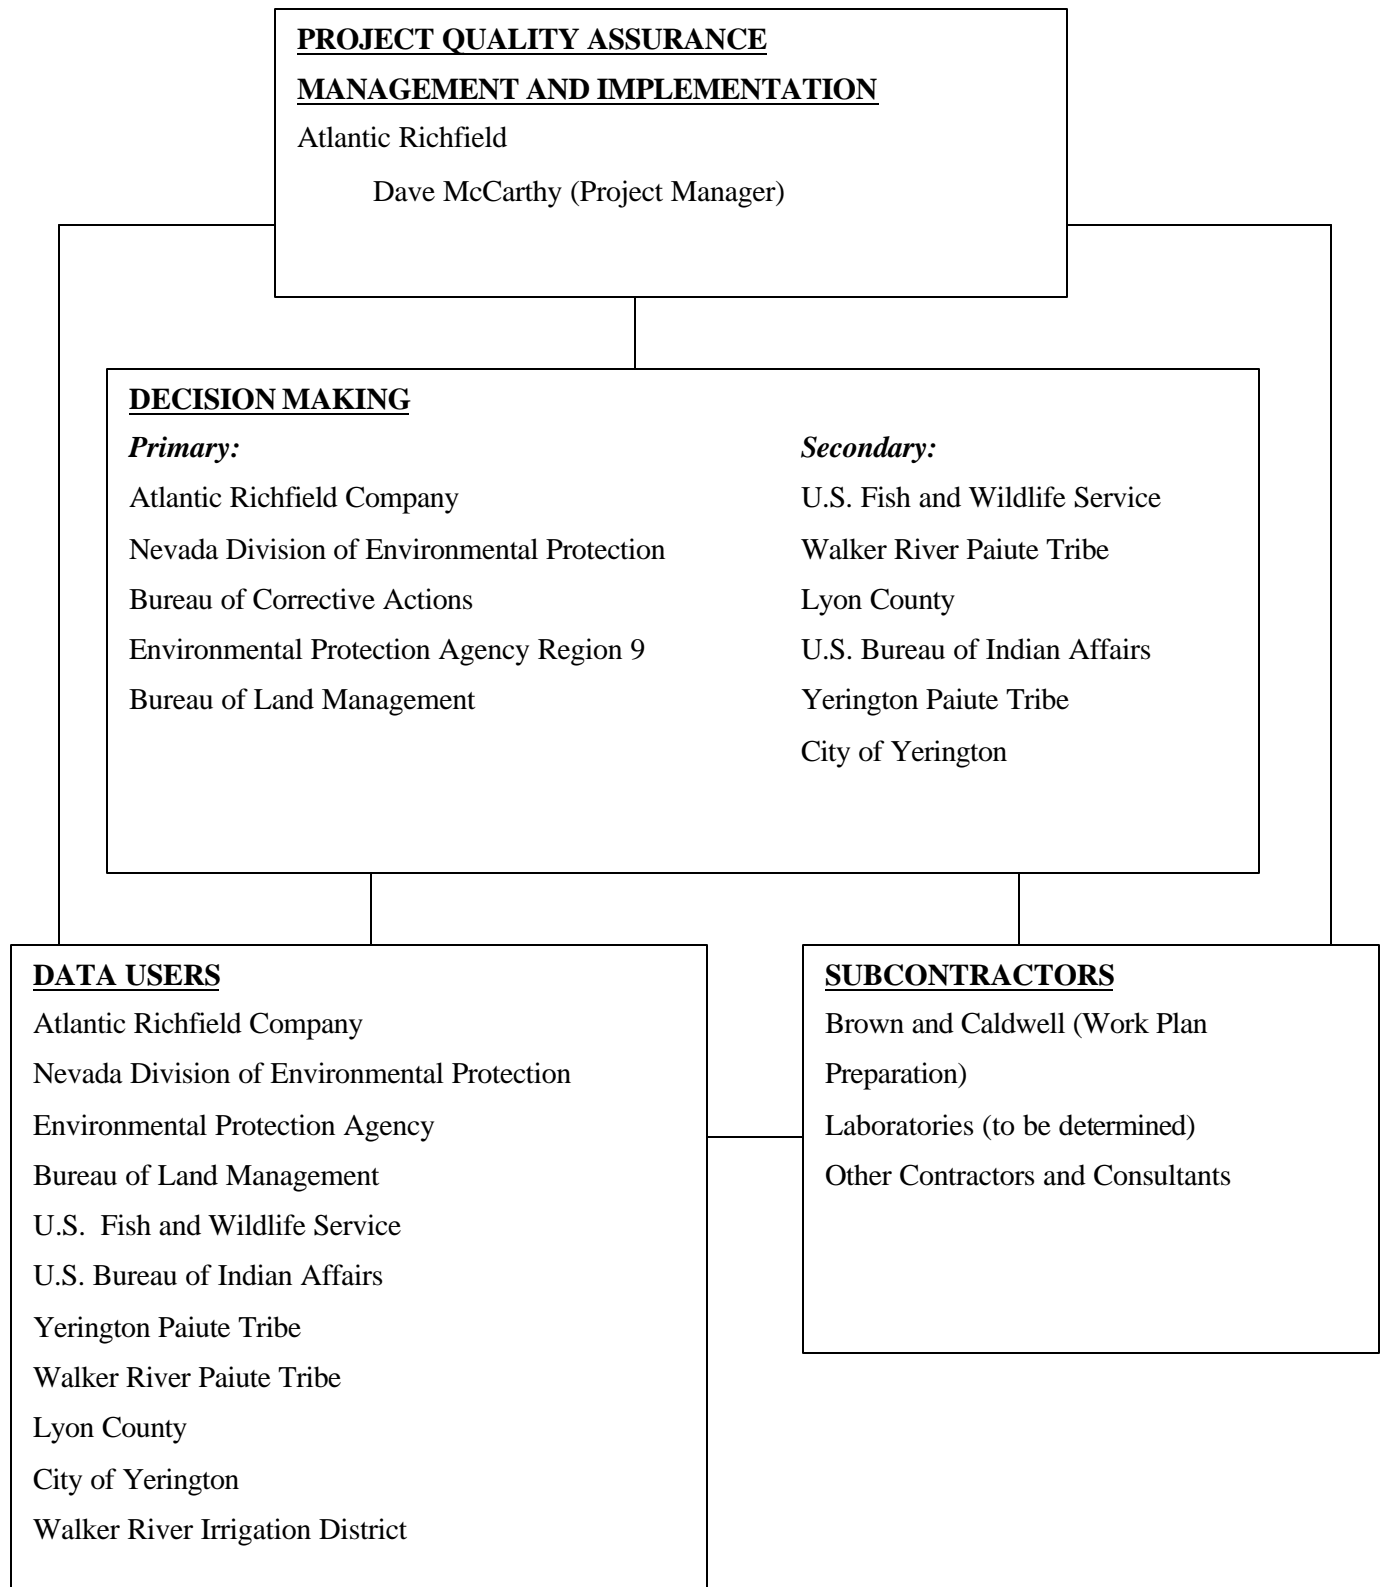 PROJECT QUALITY ASSURANCE
MANAGEMENT AND IMPLEMENTATION
Atlantic Richfield
Dave McCarthy (Project Manager)
DECISION MAKING
Primary:
Atlantic Richfield Company
Nevada Division of Environmental Protection
Bureau of Corrective Actions
Environmental Protection Agency Region 9
Bureau of Land Management
Secondary:
U.S. Fish and Wildlife Service
Walker River Paiute Tribe
Lyon County
U.S. Bureau of Indian Affairs
Yerington Paiute Tribe
City of Yerington
DATA USERS
Atlantic Richfield Company
Nevada Division of Environmental Protection
Environmental Protection Agency
Bureau of Land Management
U.S. Fish and Wildlife Service
U.S. Bureau of Indian Affairs
Yerington Paiute Tribe
Walker River Paiute Tribe
Lyon County
City of Yerington
Walker River Irrigation District
SUBCONTRACTORS
Brown and Caldwell (Work Plan
Preparation)
Laboratories (to be determined)
Other Contractors and Consultants